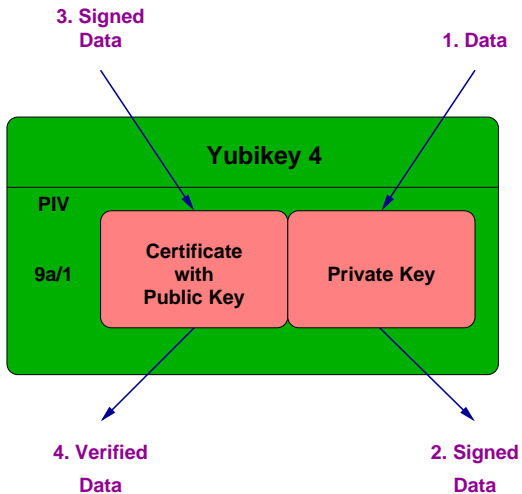 3. Signed
Data
1. Data
Yubikey 4
PIV
9a/1
Certificate
with
Public Key
Private Key
4. Verified
Data
2. Signed
Data